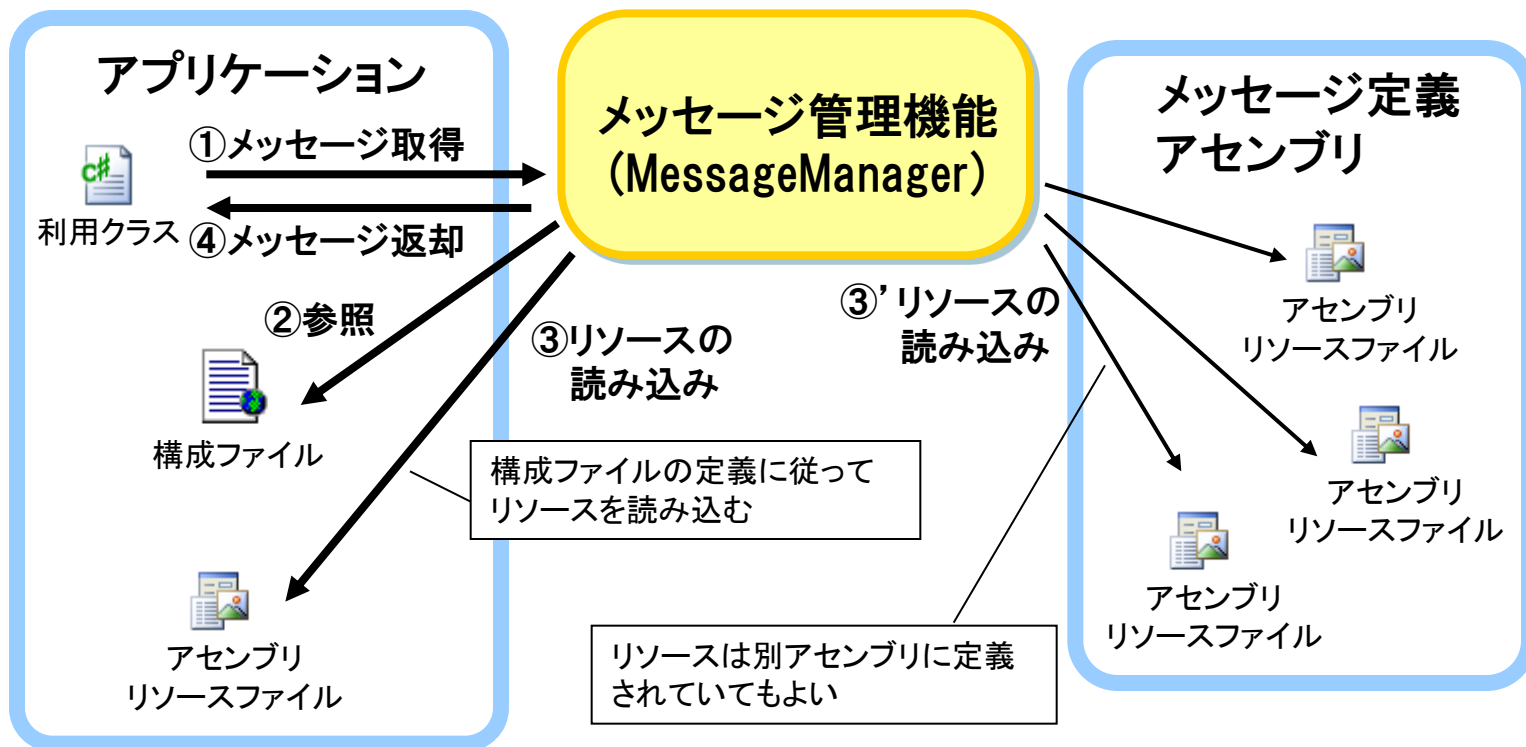 アプリケーション
①メッセージ取得
C#
利用クラス
④メッセージ返却
②参照
構成ファイル
③リソースの
読み込み
構成ファイルの定義に従って
リソースを読み込む
アセンブリ
リソースファイル
メッセージ管理機能
(MessageManager)
③’リソースの
読み込み
リソースは別アセンブリに定義
されていてもよい
メッセージ定義
アセンブリ
アセンブリ
リソースファイル
アセンブリ
リソースファイル
アセンブリ
リソースファイル